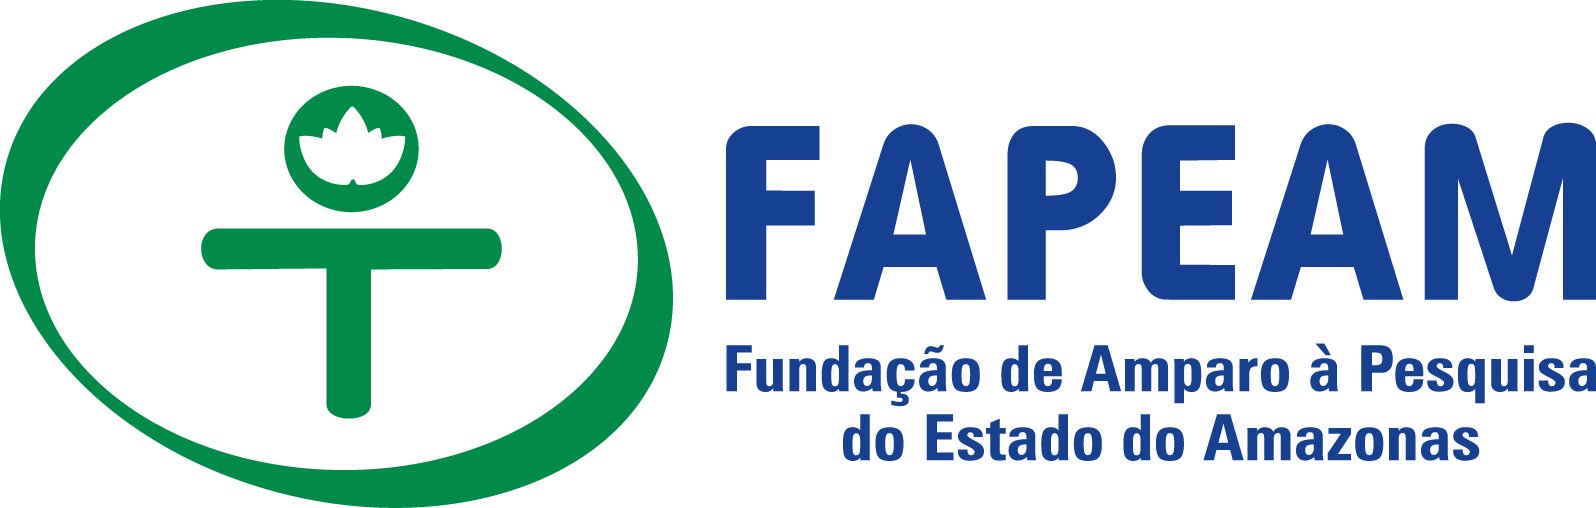 FAPEAM
Fundação de Amparo à Pesquisa
do Estado do Amazonas